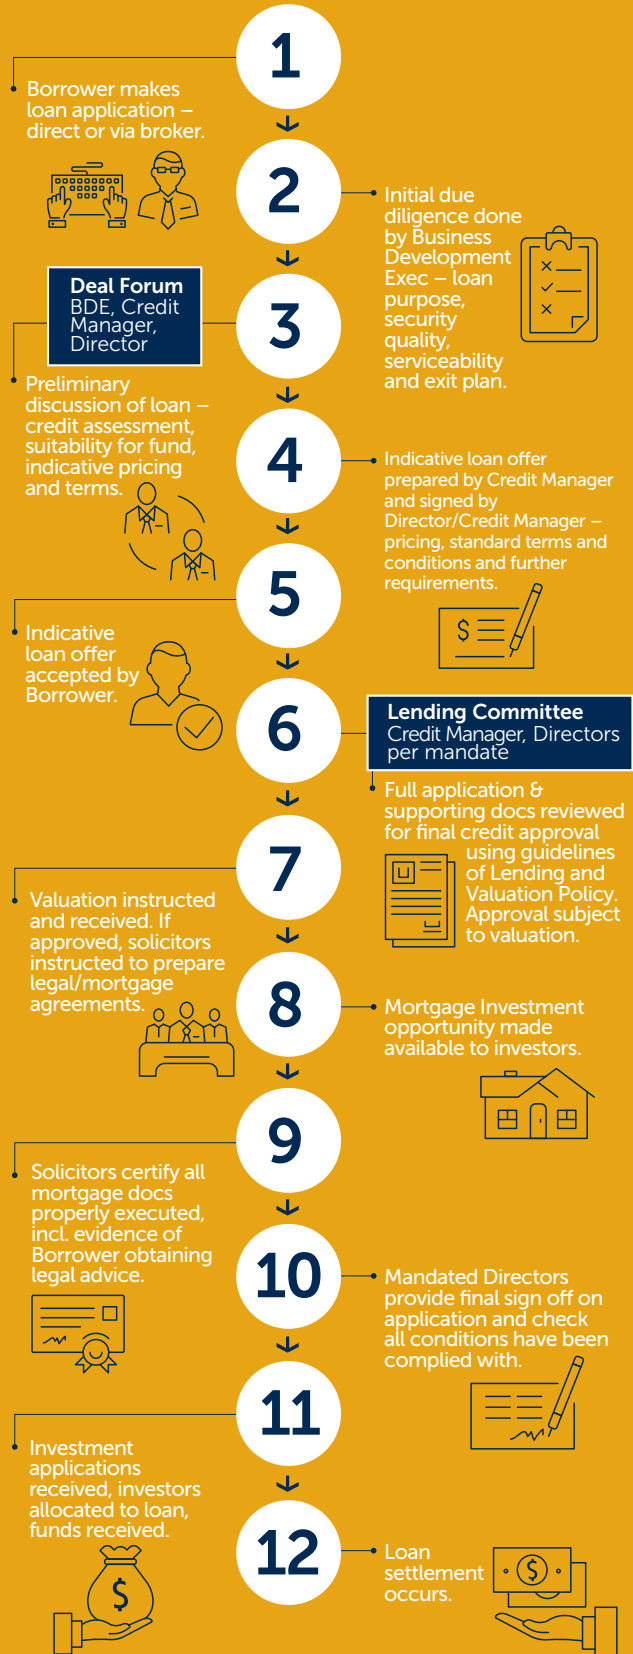 1
Borrower makes
loan application –
direct or via broker.
2
Initial due
diligence done
by Business
Development
Exec – loan
purpose,
security
quality,
serviceability
and exit plan.
3
Deal Forum
BDE, Credit
Manager,
Director
Preliminary
discussion of loan –
credit assessment,
suitability for fund,
indicative pricing
and terms.
4
Indicative loan offer
prepared by Credit Manager
and signed by
Director/Credit Manager –
pricing, standard terms and
conditions and further
requirements.
$
5
Indicative
loan offer
accepted by
Borrower.
6
Lending Committee
Credit Manager, Directors
per mandate
Full application &
supporting docs reviewed
for final credit approval
using guidelines
of Lending and
Valuation Policy.
Approval subject
to valuation.
7
Valuation instructed
and received. If
approved, solicitors
instructed to prepare
legal/mortgage
agreements.
8
Mortgage Investment
opportunity made
available to investors.
9
Solicitors certify all
mortgage docs
properly executed,
incl. evidence of
Borrower obtaining
legal advice.
10
Mandated Directors
provide final sign off on
application and check
all conditions have been
complied with.
11
Investment
applications
received, investors
allocated to loan,
funds received.
$
12
Loan
settlement
occurs.
$